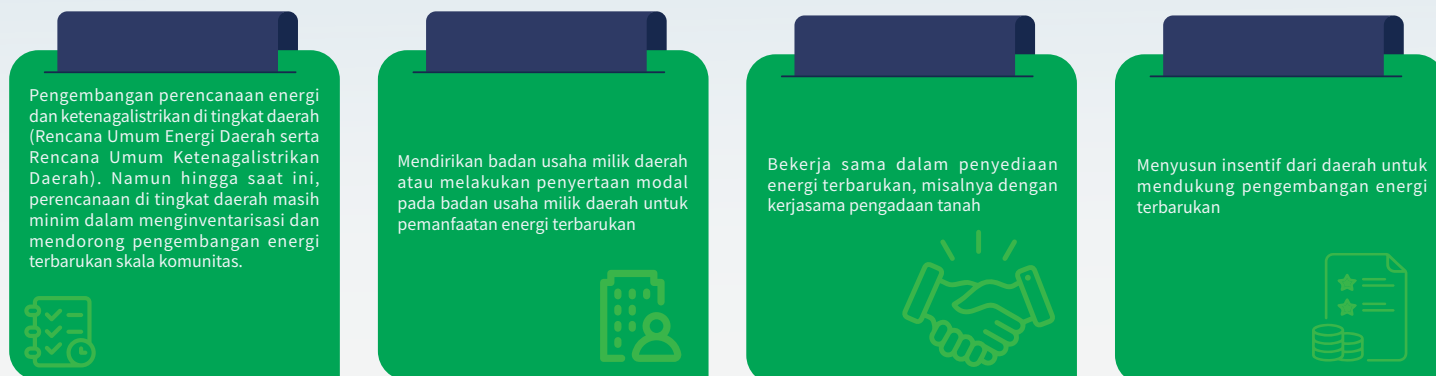 Pengembangan perencanaan energi
dan ketenagalistrikan di tingkat daerah
(Rencana Umum Energi Daerah serta
Rencana Umum Ketenagalistrikan
Daerah). Namun hingga saat ini,
perencanaan di tingkat daerah masih
minim dalam menginventarisasi dan
mendorong pengembangan energi
terbarukan skala komunitas.
Mendirikan badan usaha milik daerah
atau melakukan penyertaan modal
pada badan usaha milik daerah untuk
pemanfaatan energi terbarukan
Bekerja sama dalam penyediaan
energi terbarukan, misalnya dengan
kerjasama pengadaan tanah
Menyusun insentif dari daerah untuk
mendukung pengembangan energi
terbarukan